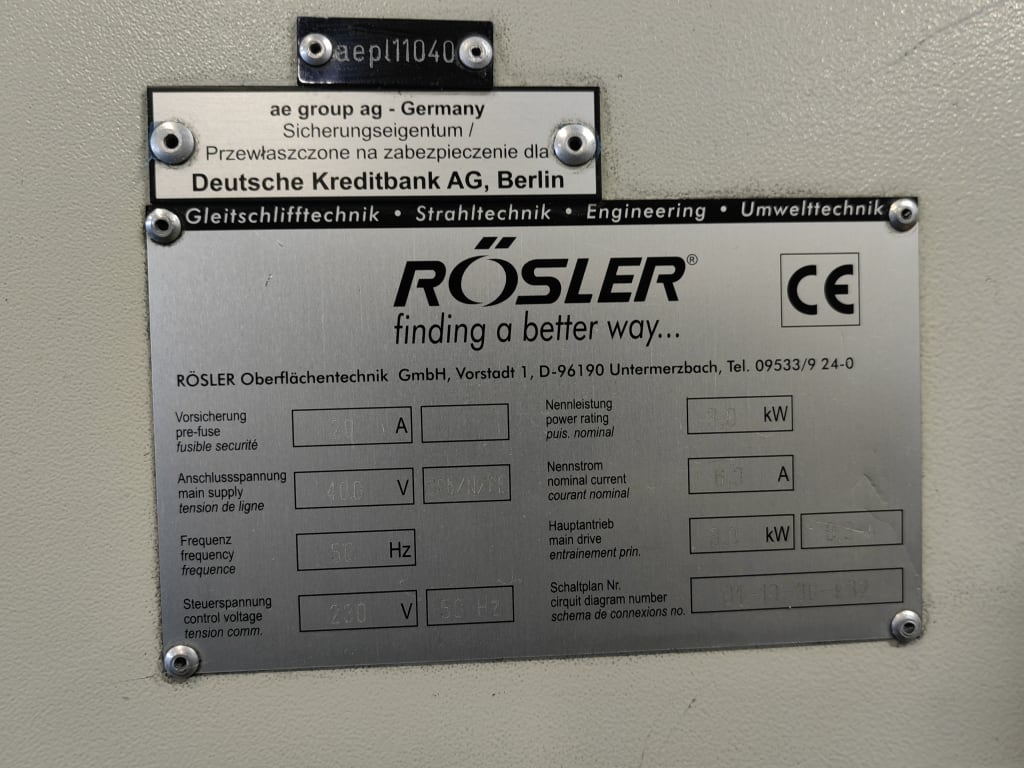 aepl11040
ae group ag - Germany
Sicherungseigentum /
Przewłaszczone na zabezpieczenie dla
Deutsche Kreditbank AG, Berlin
Gleitschlifftechnik • Strahltechnik • Engineering • Umwelttechnik
RÖSLER®
CE
finding a better way...
RÖSLER Oberflächentechnik GmbH, Vorstadt 1, D-96190 Untermerzbach, Tel. 09533/9 24-0
Vorsicherung
pre-fuse
fusible securité
20 A
Anschlussspannung
main supply
tension de ligne
400 V
Frequenz
frequency
frequence
50 Hz
Steuerspannung
control voltage
tension comm.
230 V
50 Hz
Nennleistung
power rating
puis. nominal
kW
Nennstrom
nominal current
courant nominal
A
Hauptantrieb
main drive
entrainement prin.
kW
Schaltplan Nr.
cirquit diagram number
schema de connexions no.